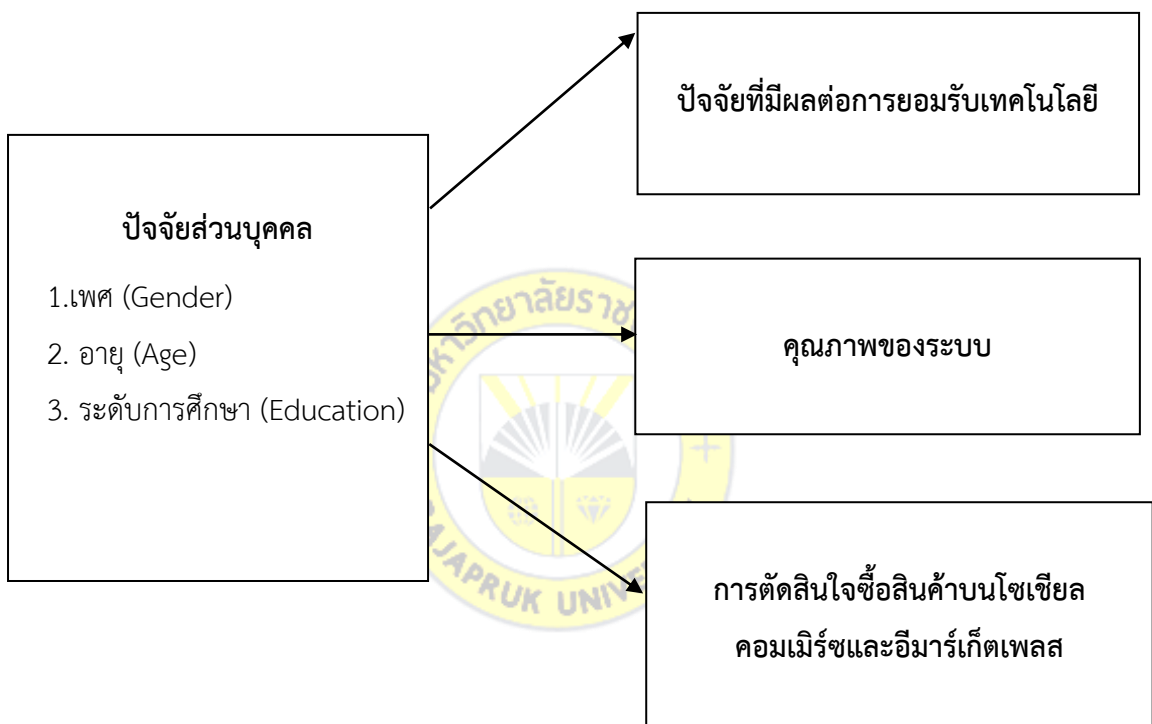 ปัจจัยที่มีผลต่อการยอมรับเทคโนโลยี
ปัจจัยส่วนบุคคล
1.เพศ (Gender)
2. อายุ (Age)
3. ระดับการศึกษา (Education)
คุณภาพของระบบ
การตัดสินใจซื้อสินค้าบนโซเชียล
คอมเมิร์ซและอีมาร์เก็ตเพลส